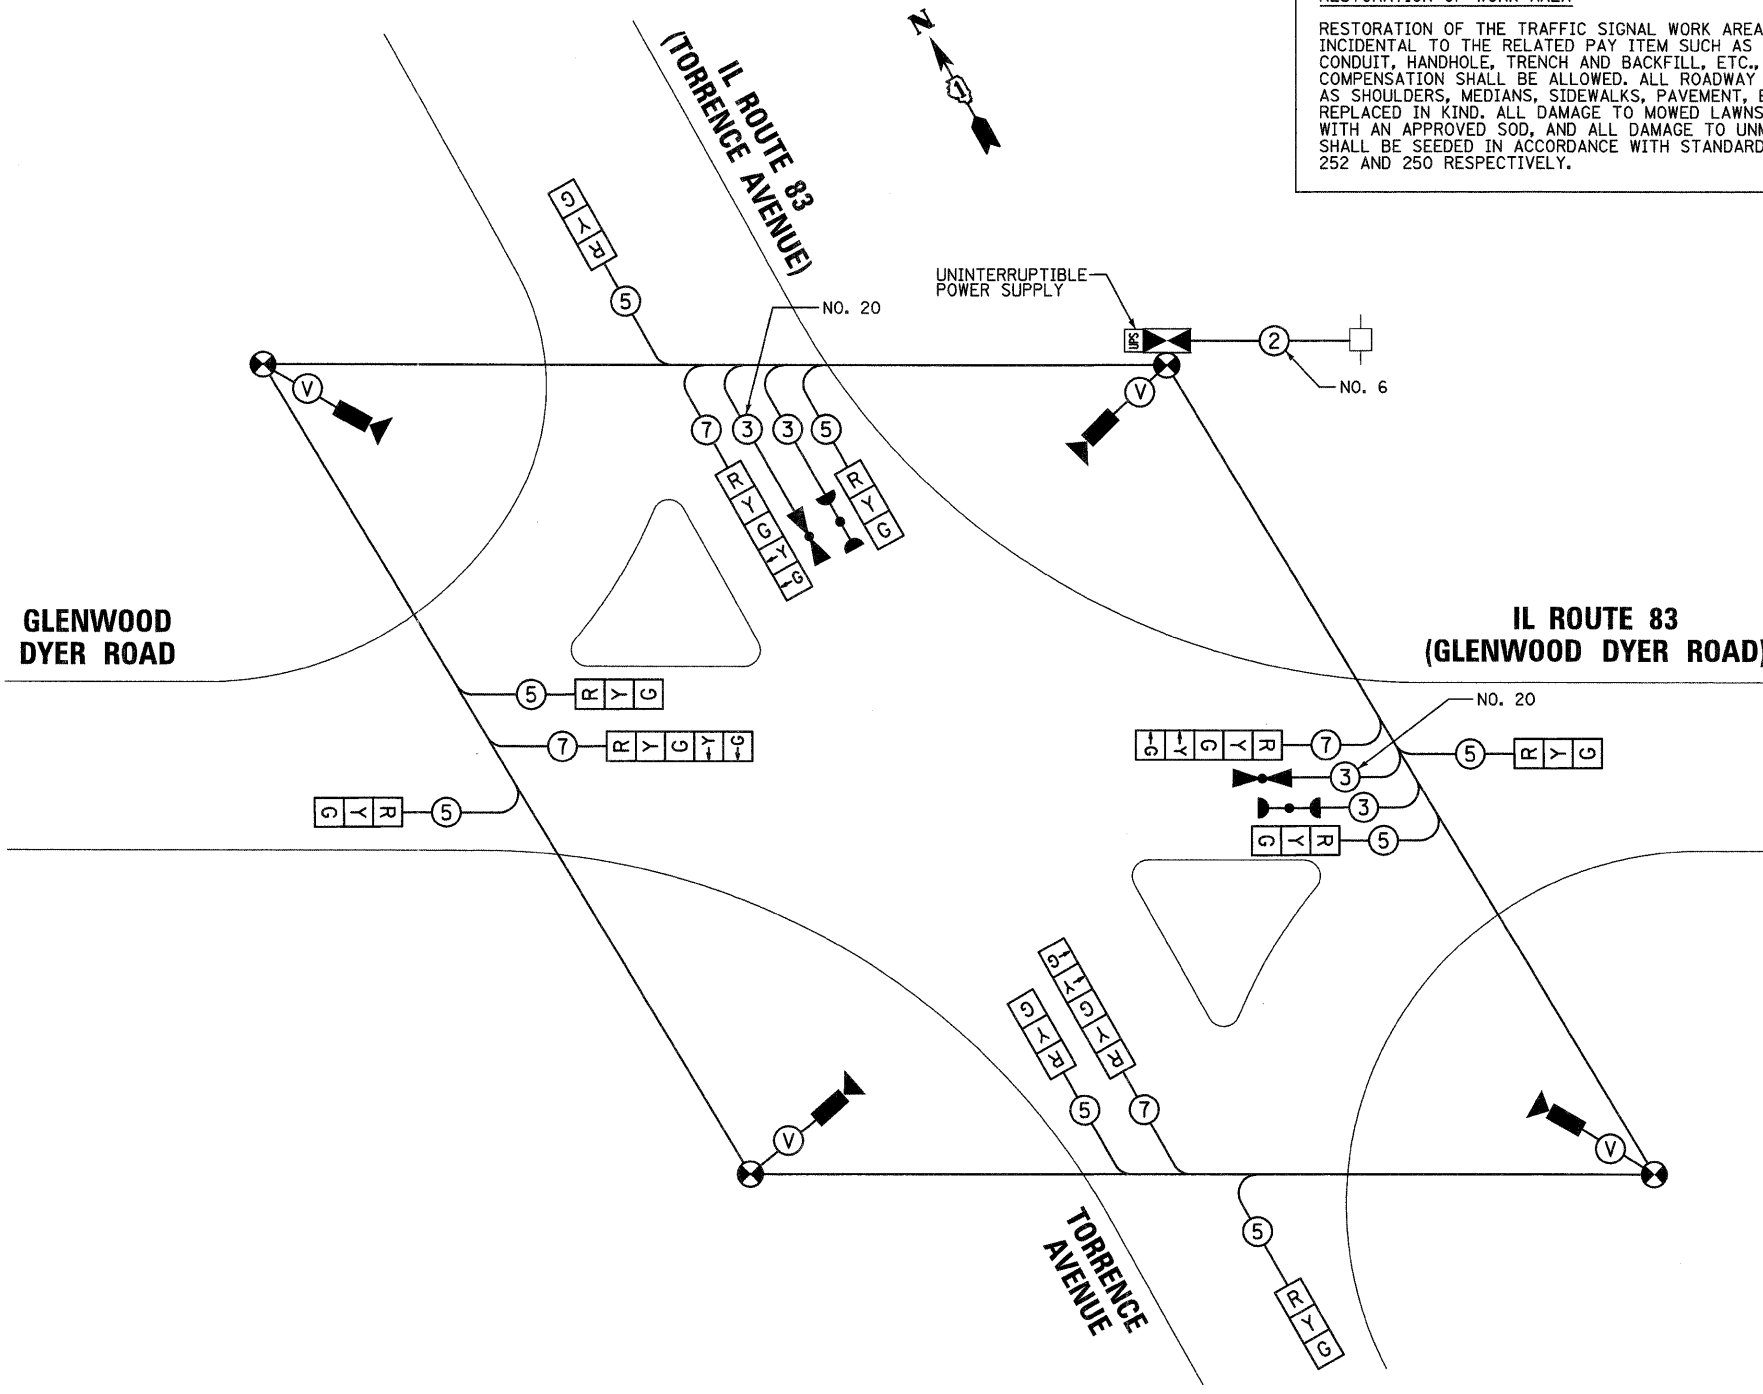 RESTORATION OF THE TRAFFIC SIGNAL WORK AREA
INCIDENTAL TO THE RELATED PAY ITEM SUCH AS
CONDUIT, HANDHOLE, TRENCH AND BACKFILL, ETC.,
COMPENSATION SHALL BE ALLOWED. ALL ROADWAY
AS SHOULDERS, MEDIANS, SIDEWALKS, PAVEMENT,
REPLACED IN KIND. ALL DAMAGE TO MOWED LAWNS
WITH AN APPROVED SOD, AND ALL DAMAGE TO
SHALL BE SEEDED IN ACCORDANCE WITH STANDARD
252 AND 250 RESPECTIVELY.
N
1
IL ROUTE 83
(TORRENCE AVENUE)
R Y G
5
NO. 20
UNINTERRUPTIBLE
POWER SUPPLY
UPS
2
NO. 6
V
V
7
3
3
5
R Y G Y G
R Y G
GLENWOOD
DYER ROAD
IL ROUTE 83
(GLENWOOD DYER ROAD)
5
R Y G
7
R Y G Y G
G Y R
5
NO. 20
G Y G Y R
7
5
R Y G
3
3
G Y R
5
G Y G Y R
G Y R
5
7
V
V
5
R Y G
TORRENCE
AVENUE